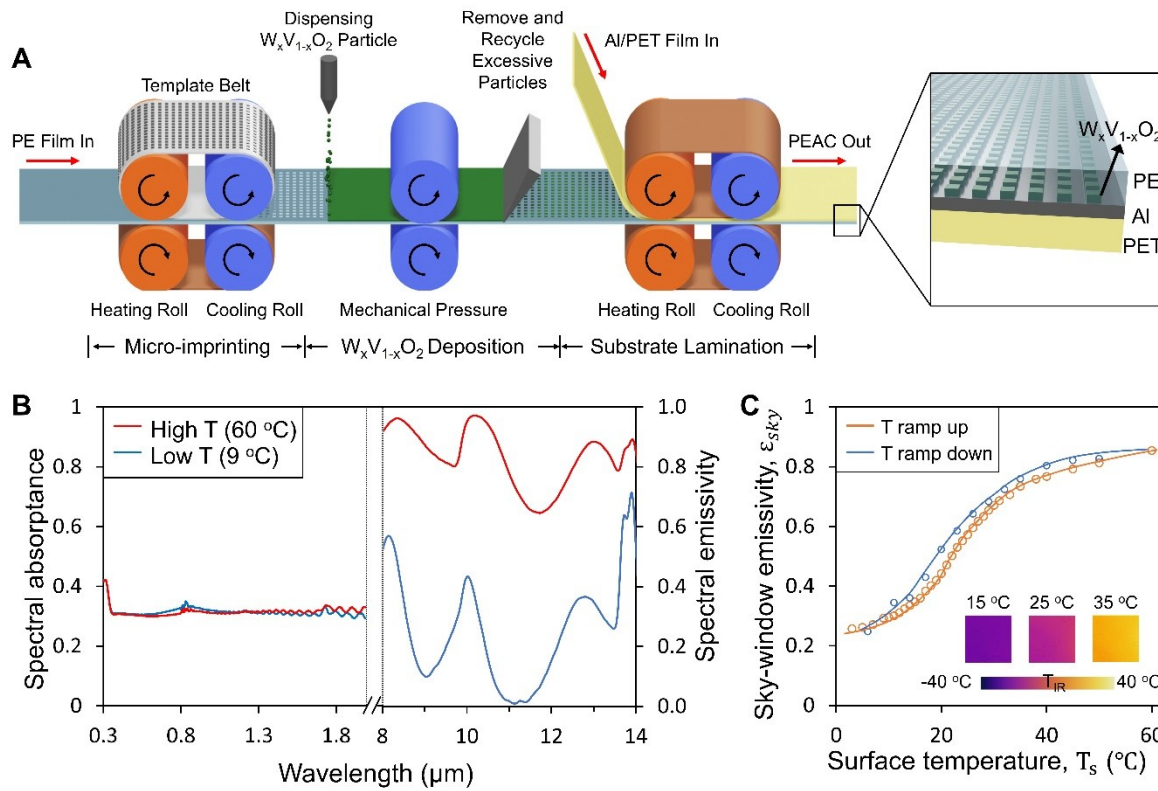 A
Dispensing
WₓV₁₋ₓO₂ Particle
Remove and
Recycle
Excessive
Particles
Al/PET Film In
Template Belt
PE Film In
PEAC Out
WₓV₁₋ₓO₂
PE
Al
PET
Heating Roll
Cooling Roll
Mechanical Pressure
Heating Roll
Cooling Roll
Micro-imprinting
WₓV₁₋ₓO₂ Deposition
Substrate Lamination
B
Spectral absorptance
1
0.8
0.6
0.4
0.2
0
High T (60 °C)
Low T (9 °C)
1.0
0.8
0.6
0.4
0.2
0.0
Spectral emissivity
0.3
0.8
1.3
1.8
8
8
10
12
14
Wavelength (μm)
C
Sky-window emissivity, ε_sky
1
0.8
0.6
0.4
0.2
0
T ramp up
T ramp down
15 °C
25 °C
35 °C
-40 °C
T_IR
40 °C
0
20
40
60
Surface temperature, Tₛ (°C)